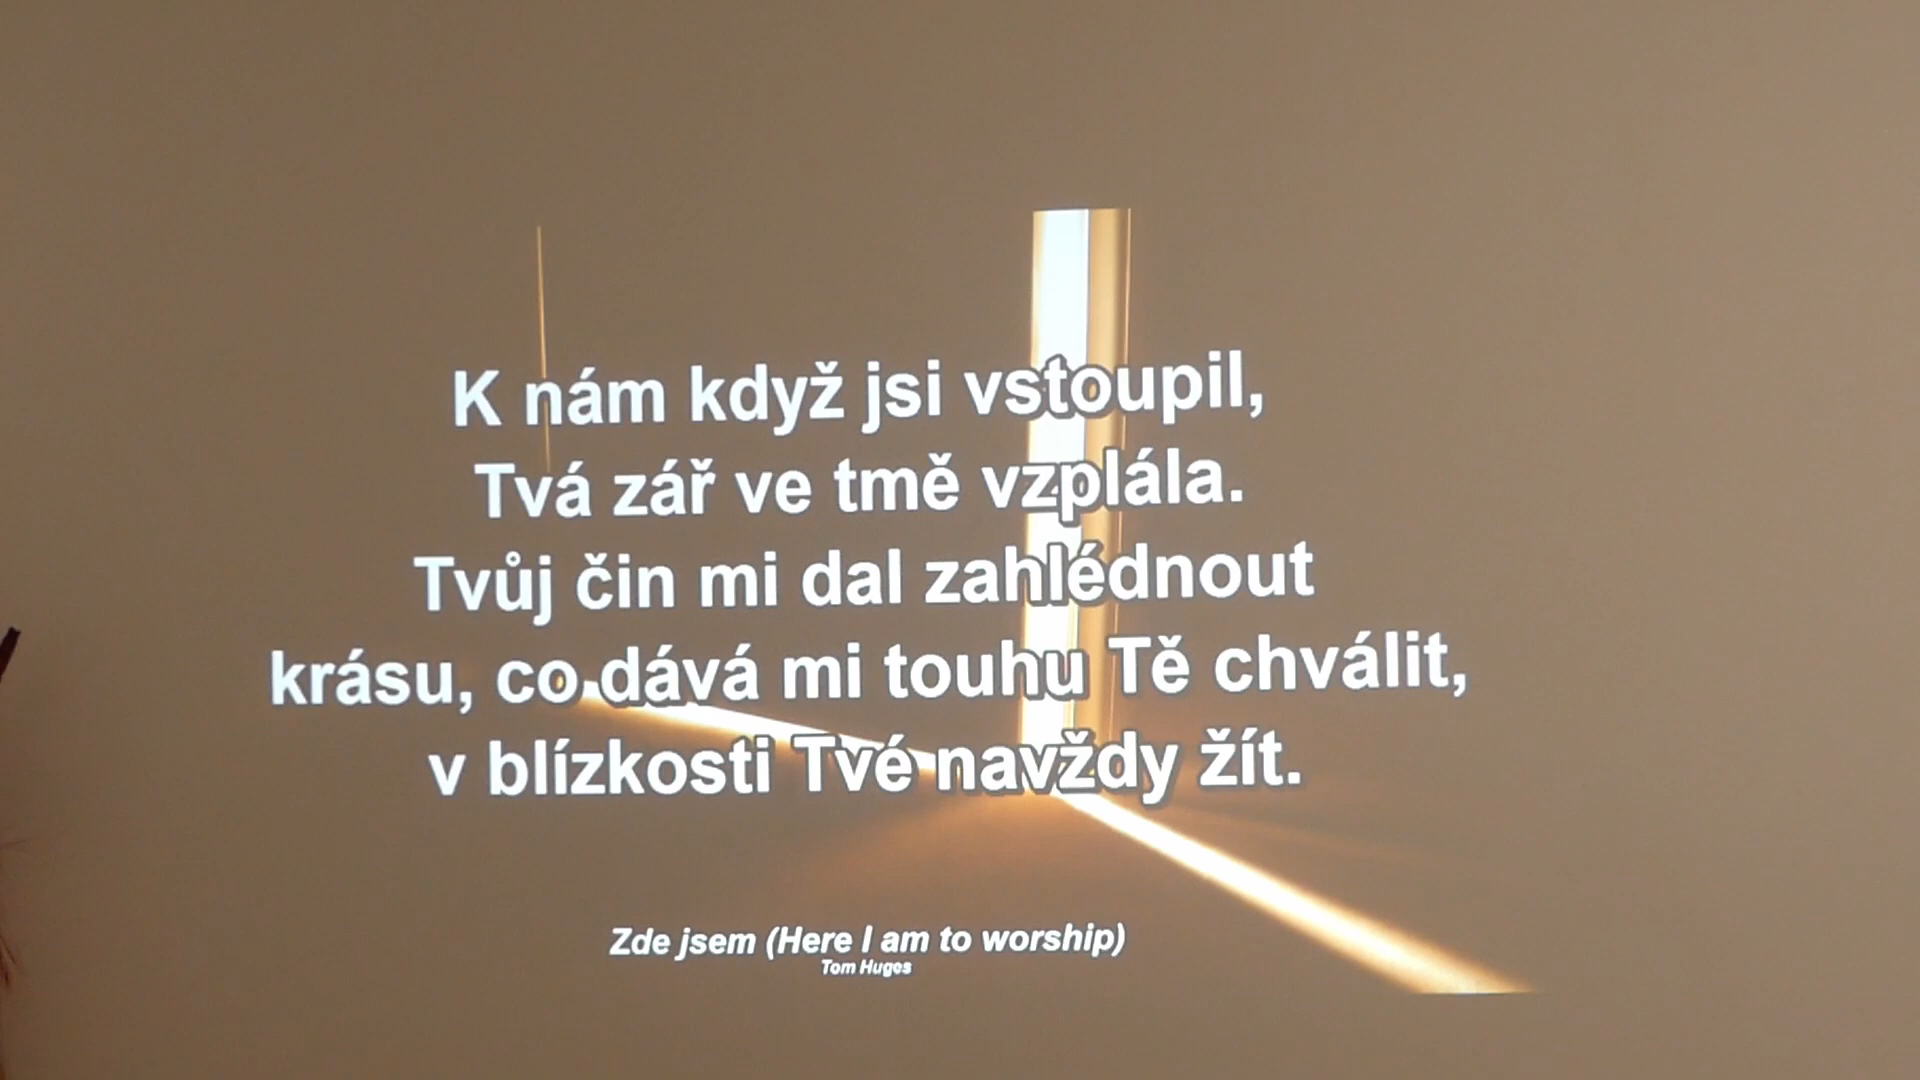 K nám když jsi vstoupil,
Tvá zář ve tmě vzplála.
Tvůj čin mi dal zahlédnout
krásu, co dává mi touhu Tě chválit,
v blízkosti Tvé navždy žít.
Zde jsem (Here I am to worship)
Tom Huges